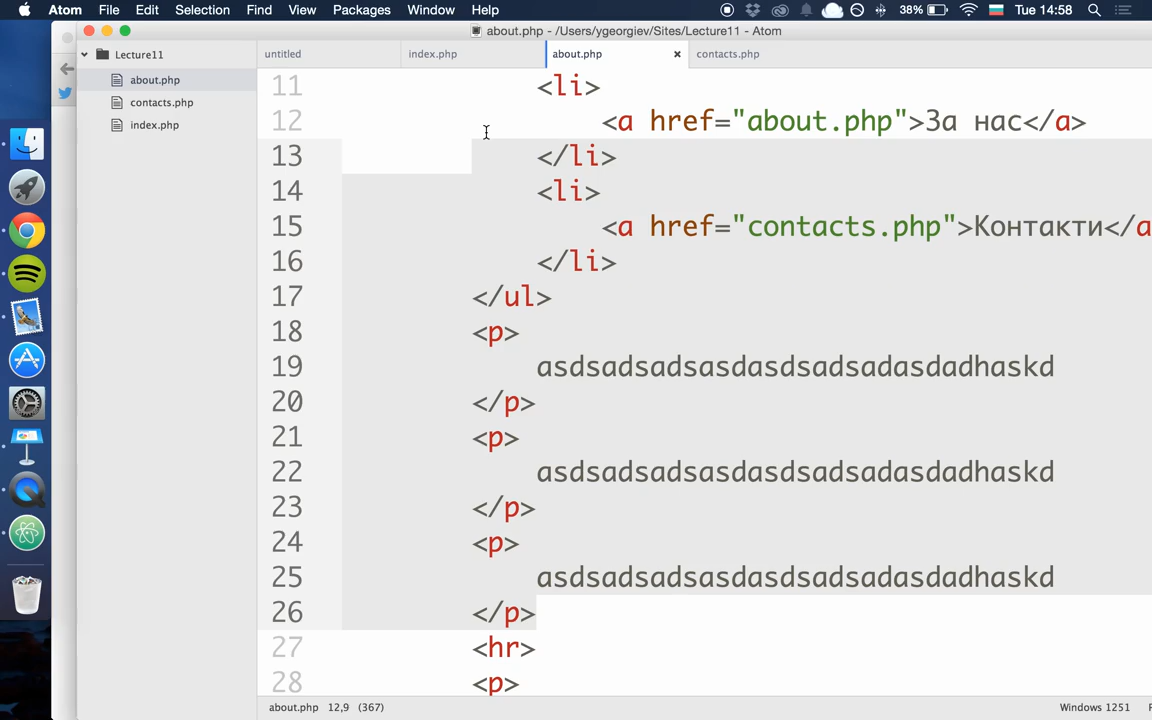 Atom File Edit Selection Find View Packages Window Help 38% Tue 14:58
about.php - /Users/ygeorgiev/Sites/Lecture11 - Atom
Lecture11
about.php
contacts.php
index.php
untitled index.php about.php contacts.php
11 <li>
12 <a href="about.php">За нас</a>
13 </li>
14 <li>
15 <a href="contacts.php">Контакти</a
16 </li>
17 </ul>
18 <p>
19 asdsadsadsasdasdsadsadasdadhaskd
20 </p>
21 <p>
22 asdsadsadsasdasdsadsadasdadhaskd
23 </p>
24 <p>
25 asdsadsadsasdasdsadsadasdadhaskd
26 </p>
27 <hr>
28 <p>
about.php 12,9 (367) Windows 1251